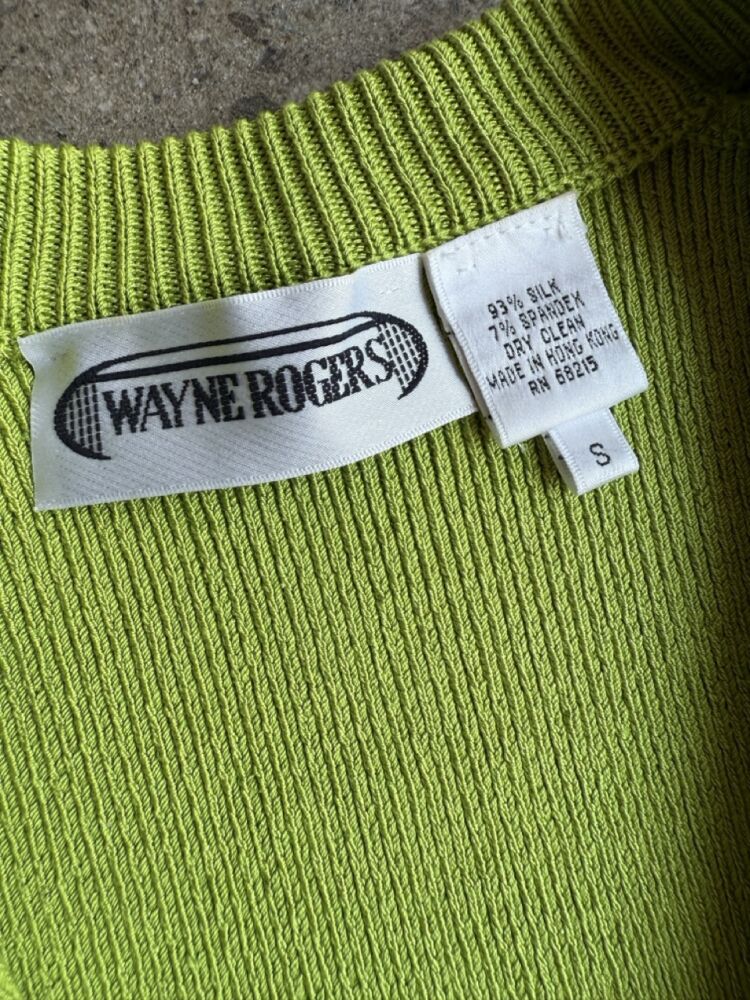 WAYNE ROGERS
93% SILK
7% SPANDEX
DRY CLEAN
MADE IN HONG KONG
RN 68215
S